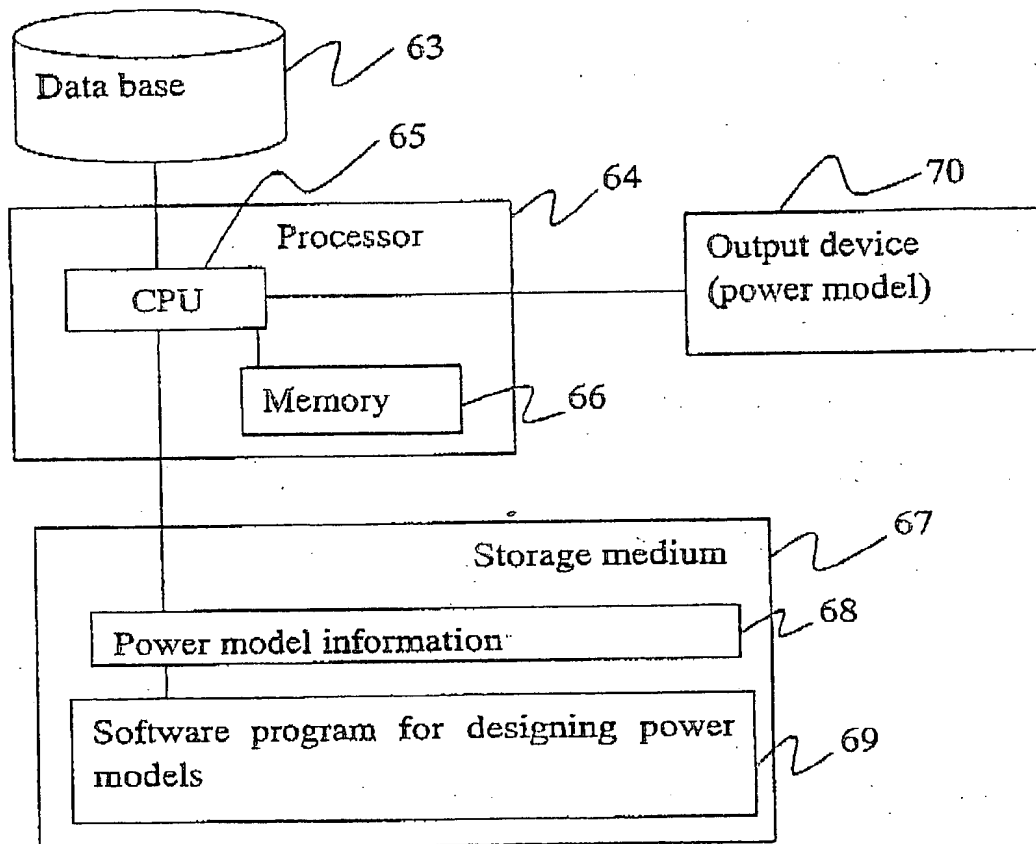 63
Data base
65
64
70
Processor
Output device
(power model)
CPU
Memory
66
67
Storage medium
68
Power model information
Software program for designing power
models
69